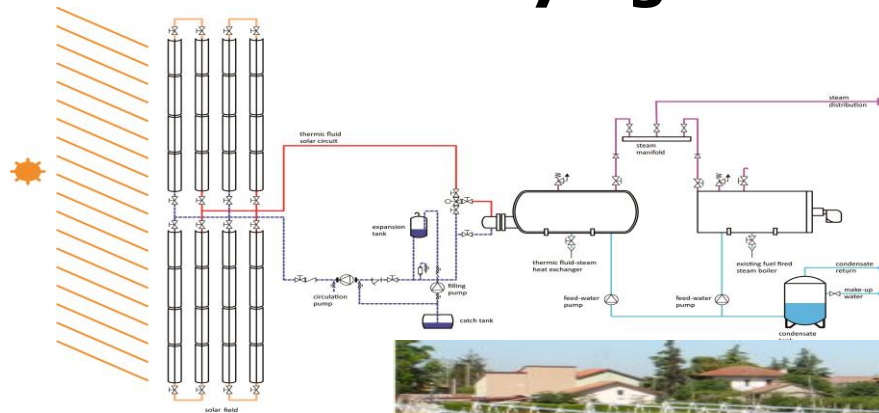 steam
distribution
thermic fluid
solar circuit
steam
manifold
expansion
tank
thermic fluid-steam
heat exchanger
existing fuel fired
steam boiler
condensate
return
circulation
pump
filling
pump
feed-water
pump
feed-water
pump
make-up
water
catch tank
condensate
solar field